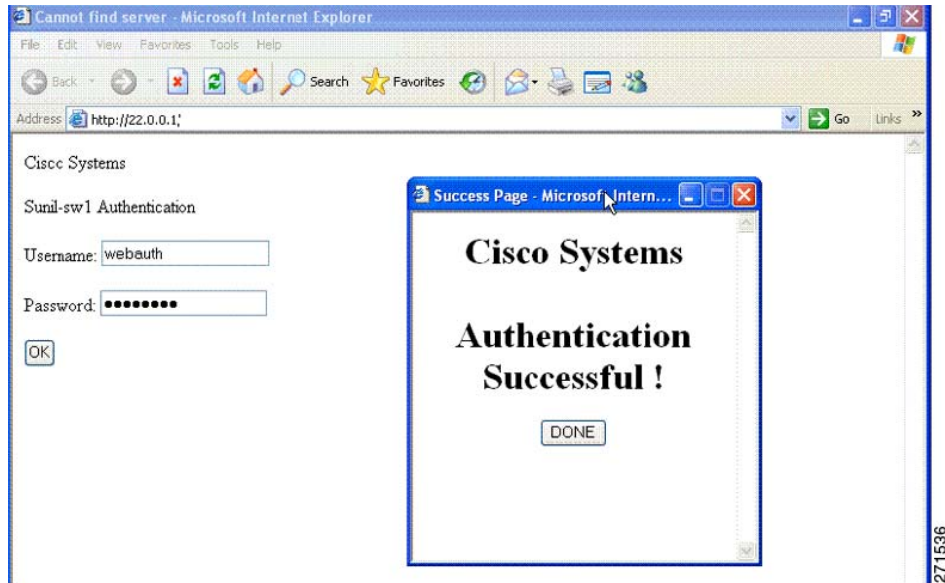 Cannot find server - Microsoft Internet Explorer
File Edit View Favorites Tools Help
Back Search Favorites
Address http://22.0.0.1; Go Links »
Cisco Systems
Sunil-sw1 Authentication
Username: webauth
Password: ●●●●●●●●
OK
Success Page - Microsoft Intern...
Cisco Systems
Authentication
Successful !
DONE
271536